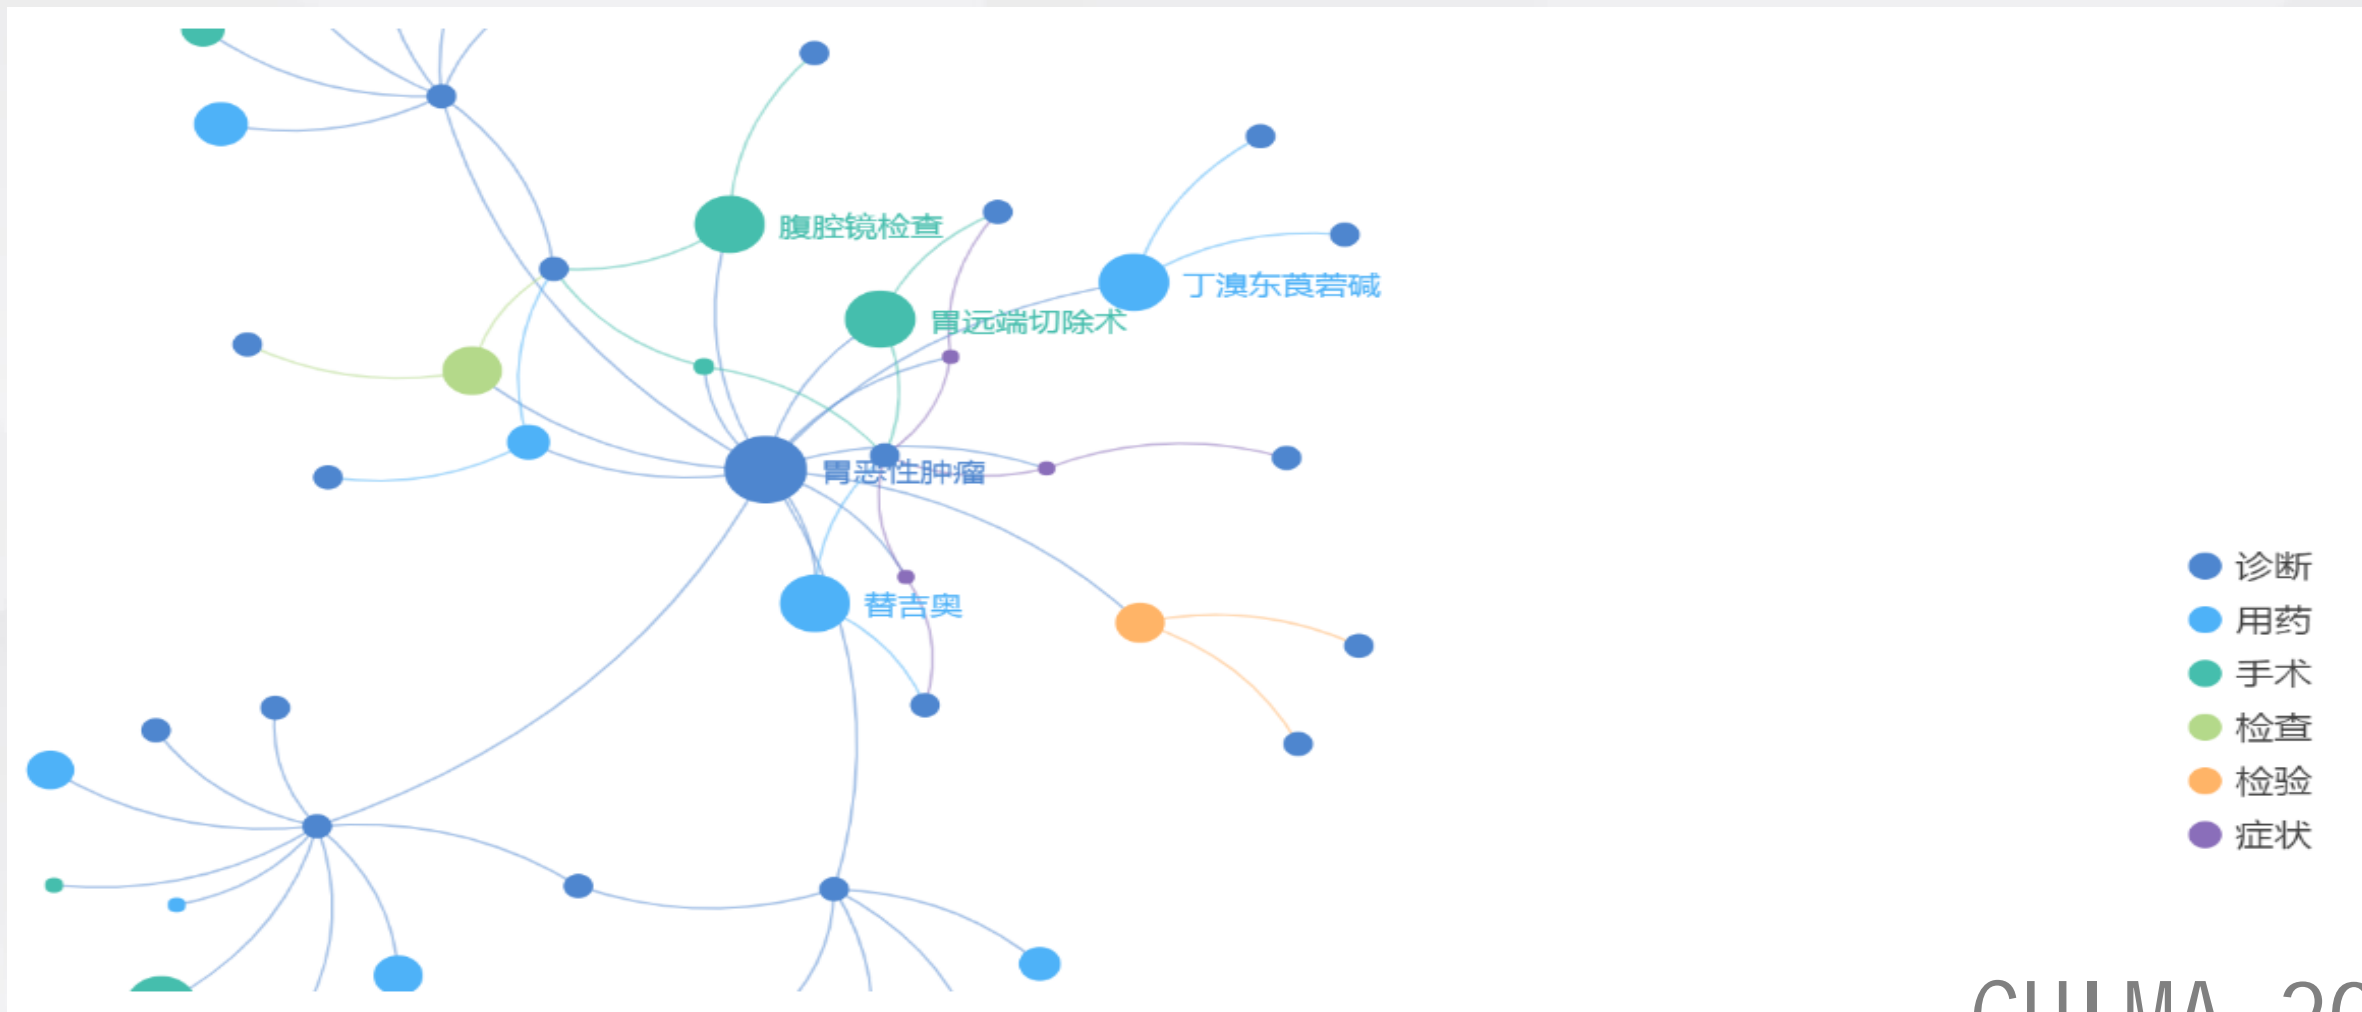 腹腔镜检查
丁溴东莨菪碱
胃远端切除术
胃恶性肿瘤
替吉奥
诊断
用药
手术
检查
检验
症状